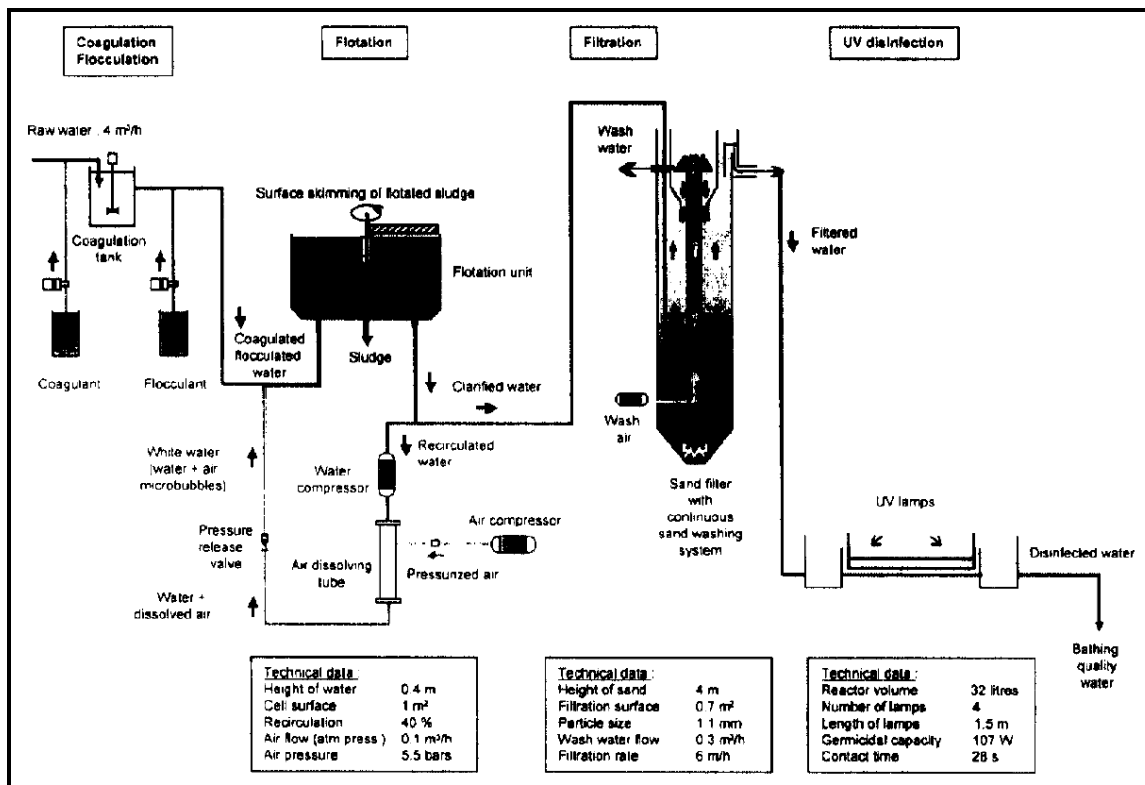 Coagulation
Flocculation
Flotation
Filtration
UV disinfection
Raw water : 4 m³/h
Coagulation
tank
Coagulant
Flocculant
Surface skimming of flotated sludge
Flotation unit
Coagulated
flocculated
water
Sludge
Clarified water
Recirculated
water
White water
(water + air
microbubbles)
Water
compressor
Pressure
release
valve
Air dissolving
tube
Air compressor
Pressurized air
Water +
dissolved air
Wash
water
Wash
air
Sand filter
with
continuous
sand washing
system
Filtered
water
UV lamps
Disinfected water
Bathing
quality
water
Technical data :
Height of water 0.4 m
Cell surface 1 m²
Recirculation 40 %
Air flow (atm press.) 0.1 m³/h
Air pressure 5.5 bars
Technical data :
Height of sand 4 m
Filtration surface 0.7 m²
Particle size 1.1 mm
Wash water flow 0.3 m³/h
Filtration rate 6 m/h
Technical data :
Reactor volume 32 litres
Number of lamps 4
Length of lamps 1.5 m
Germicidal capacity 107 W
Contact time 28 s